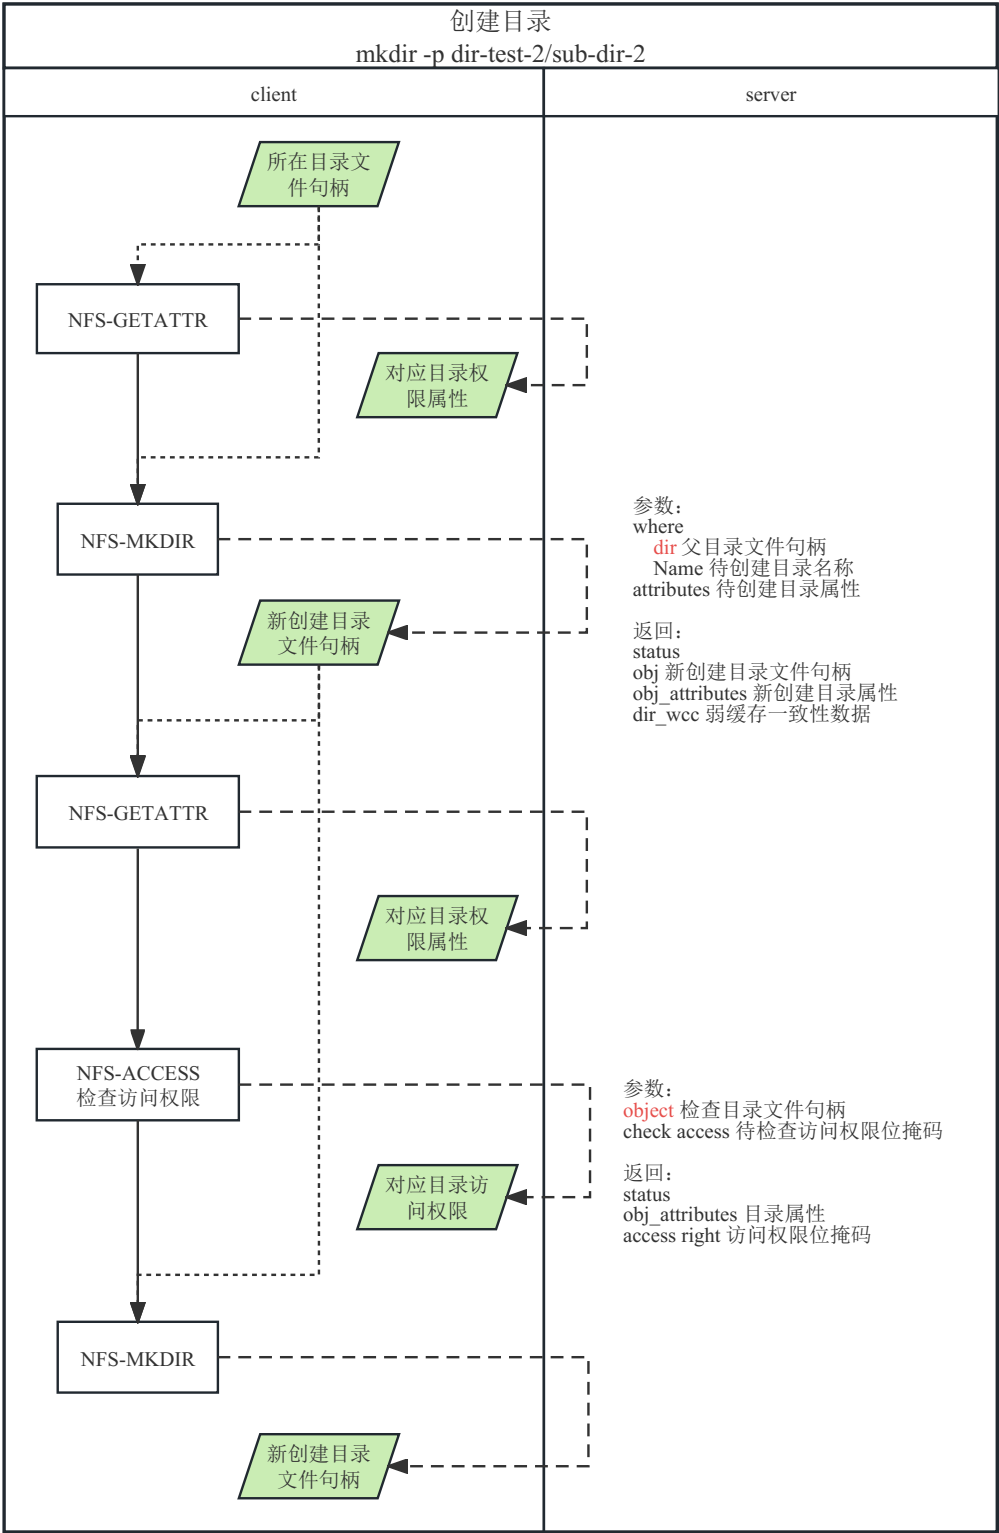 创建目录
mkdir -p dir-test-2/sub-dir-2
client
server
所在目录文
件句柄
NFS-GETATTR
对应目录权
限属性
NFS-MKDIR
参数：
where
dir 父目录文件句柄
Name 待创建目录名称
attributes 待创建目录属性
返回：
status
obj 新创建目录文件句柄
obj_attributes 新创建目录属性
dir_wcc 弱缓存一致性数据
新创建目录
文件句柄
NFS-GETATTR
对应目录权
限属性
NFS-ACCESS
检查访问权限
参数：
object 检查目录文件句柄
check access 待检查访问权限位掩码
返回：
status
obj_attributes 目录属性
access right 访问权限位掩码
对应目录访
问权限
NFS-MKDIR
新创建目录
文件句柄